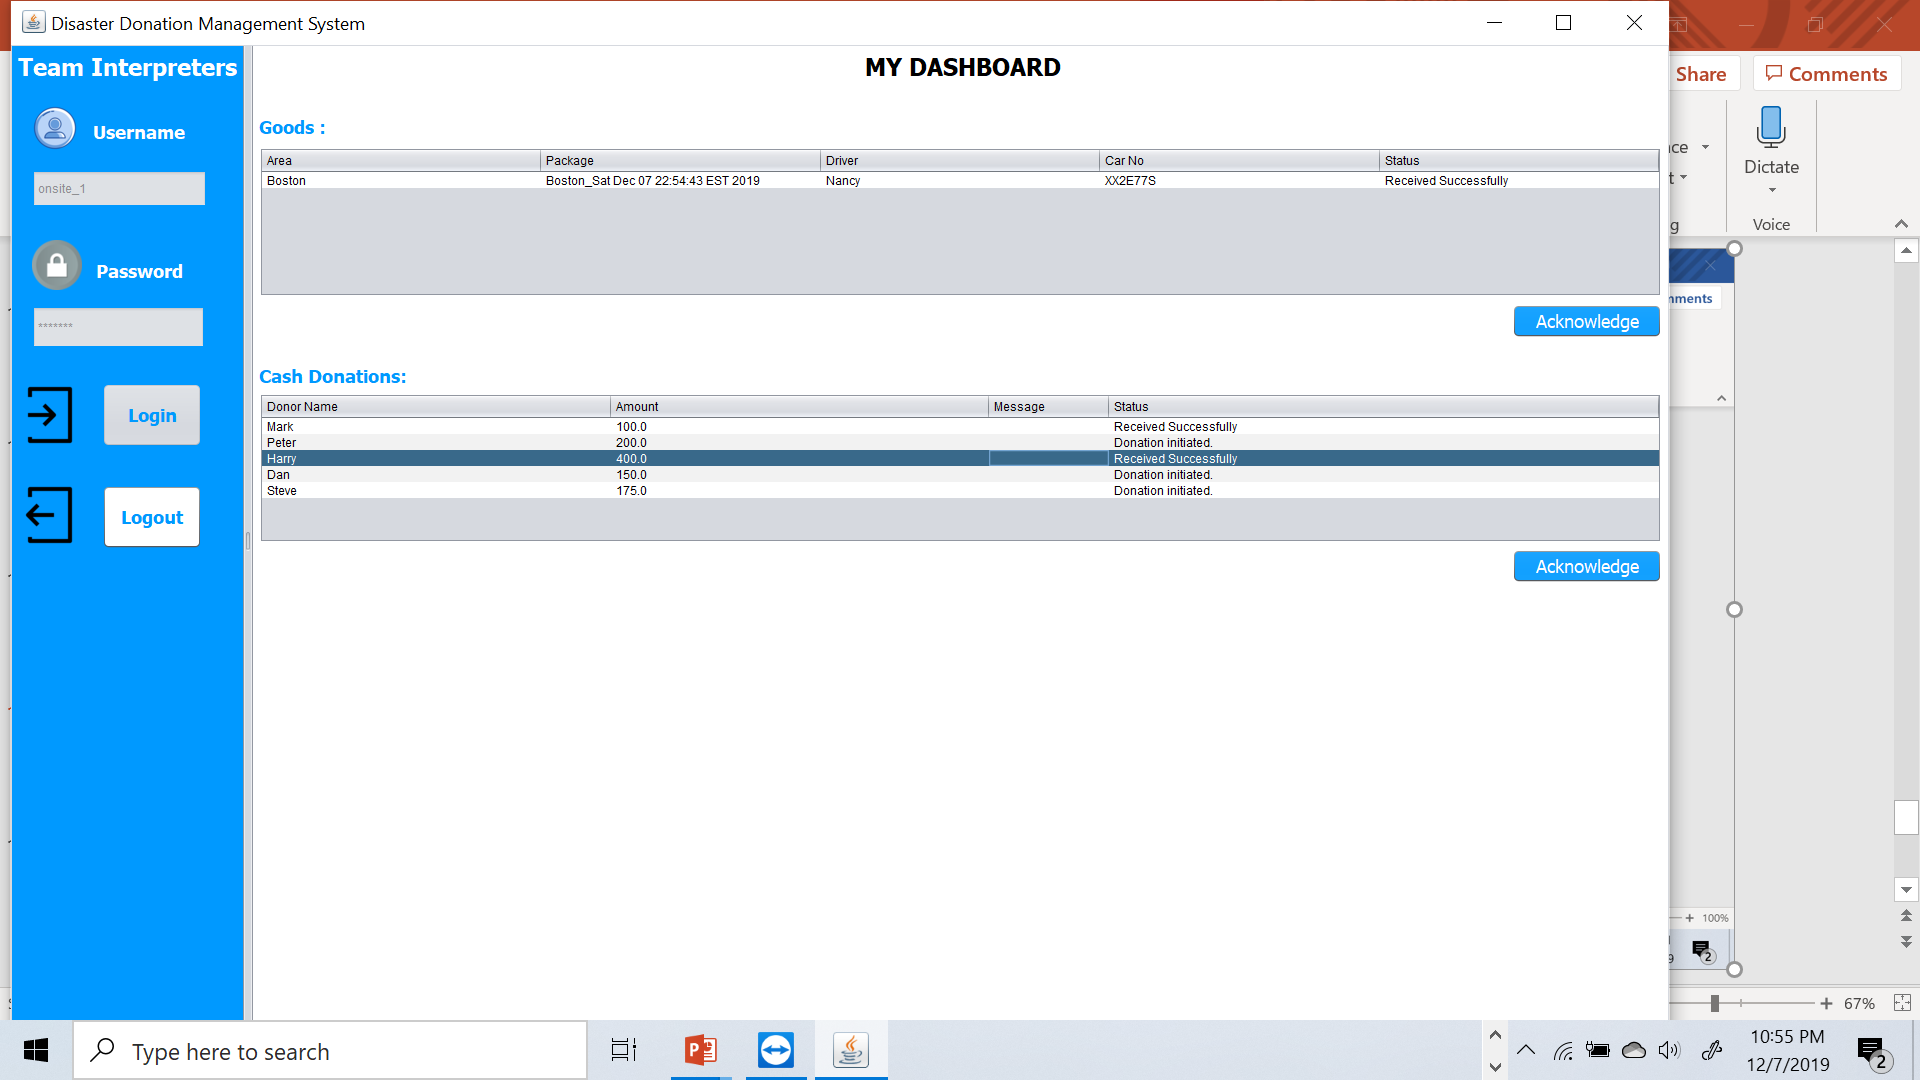 Disaster Donation Management System
Team Interpreters
Username
onsite_1
Password
*******
Login
Logout
MY DASHBOARD
Goods :
Area Package Driver Car No Status
Boston Boston_Sat Dec 07 22:54:43 EST 2019 Nancy XX2E77S Received Successfully
Acknowledge
Cash Donations:
Donor Name Amount Message Status
Mark 100.0 Received Successfully
Peter 200.0 Donation initiated.
Harry 400.0 Received Successfully
Dan 150.0 Donation initiated.
Steve 175.0 Donation initiated.
Acknowledge
Share Comments
Dictate
Voice
100%
2
67%
Type here to search
10:55 PM
12/7/2019
2